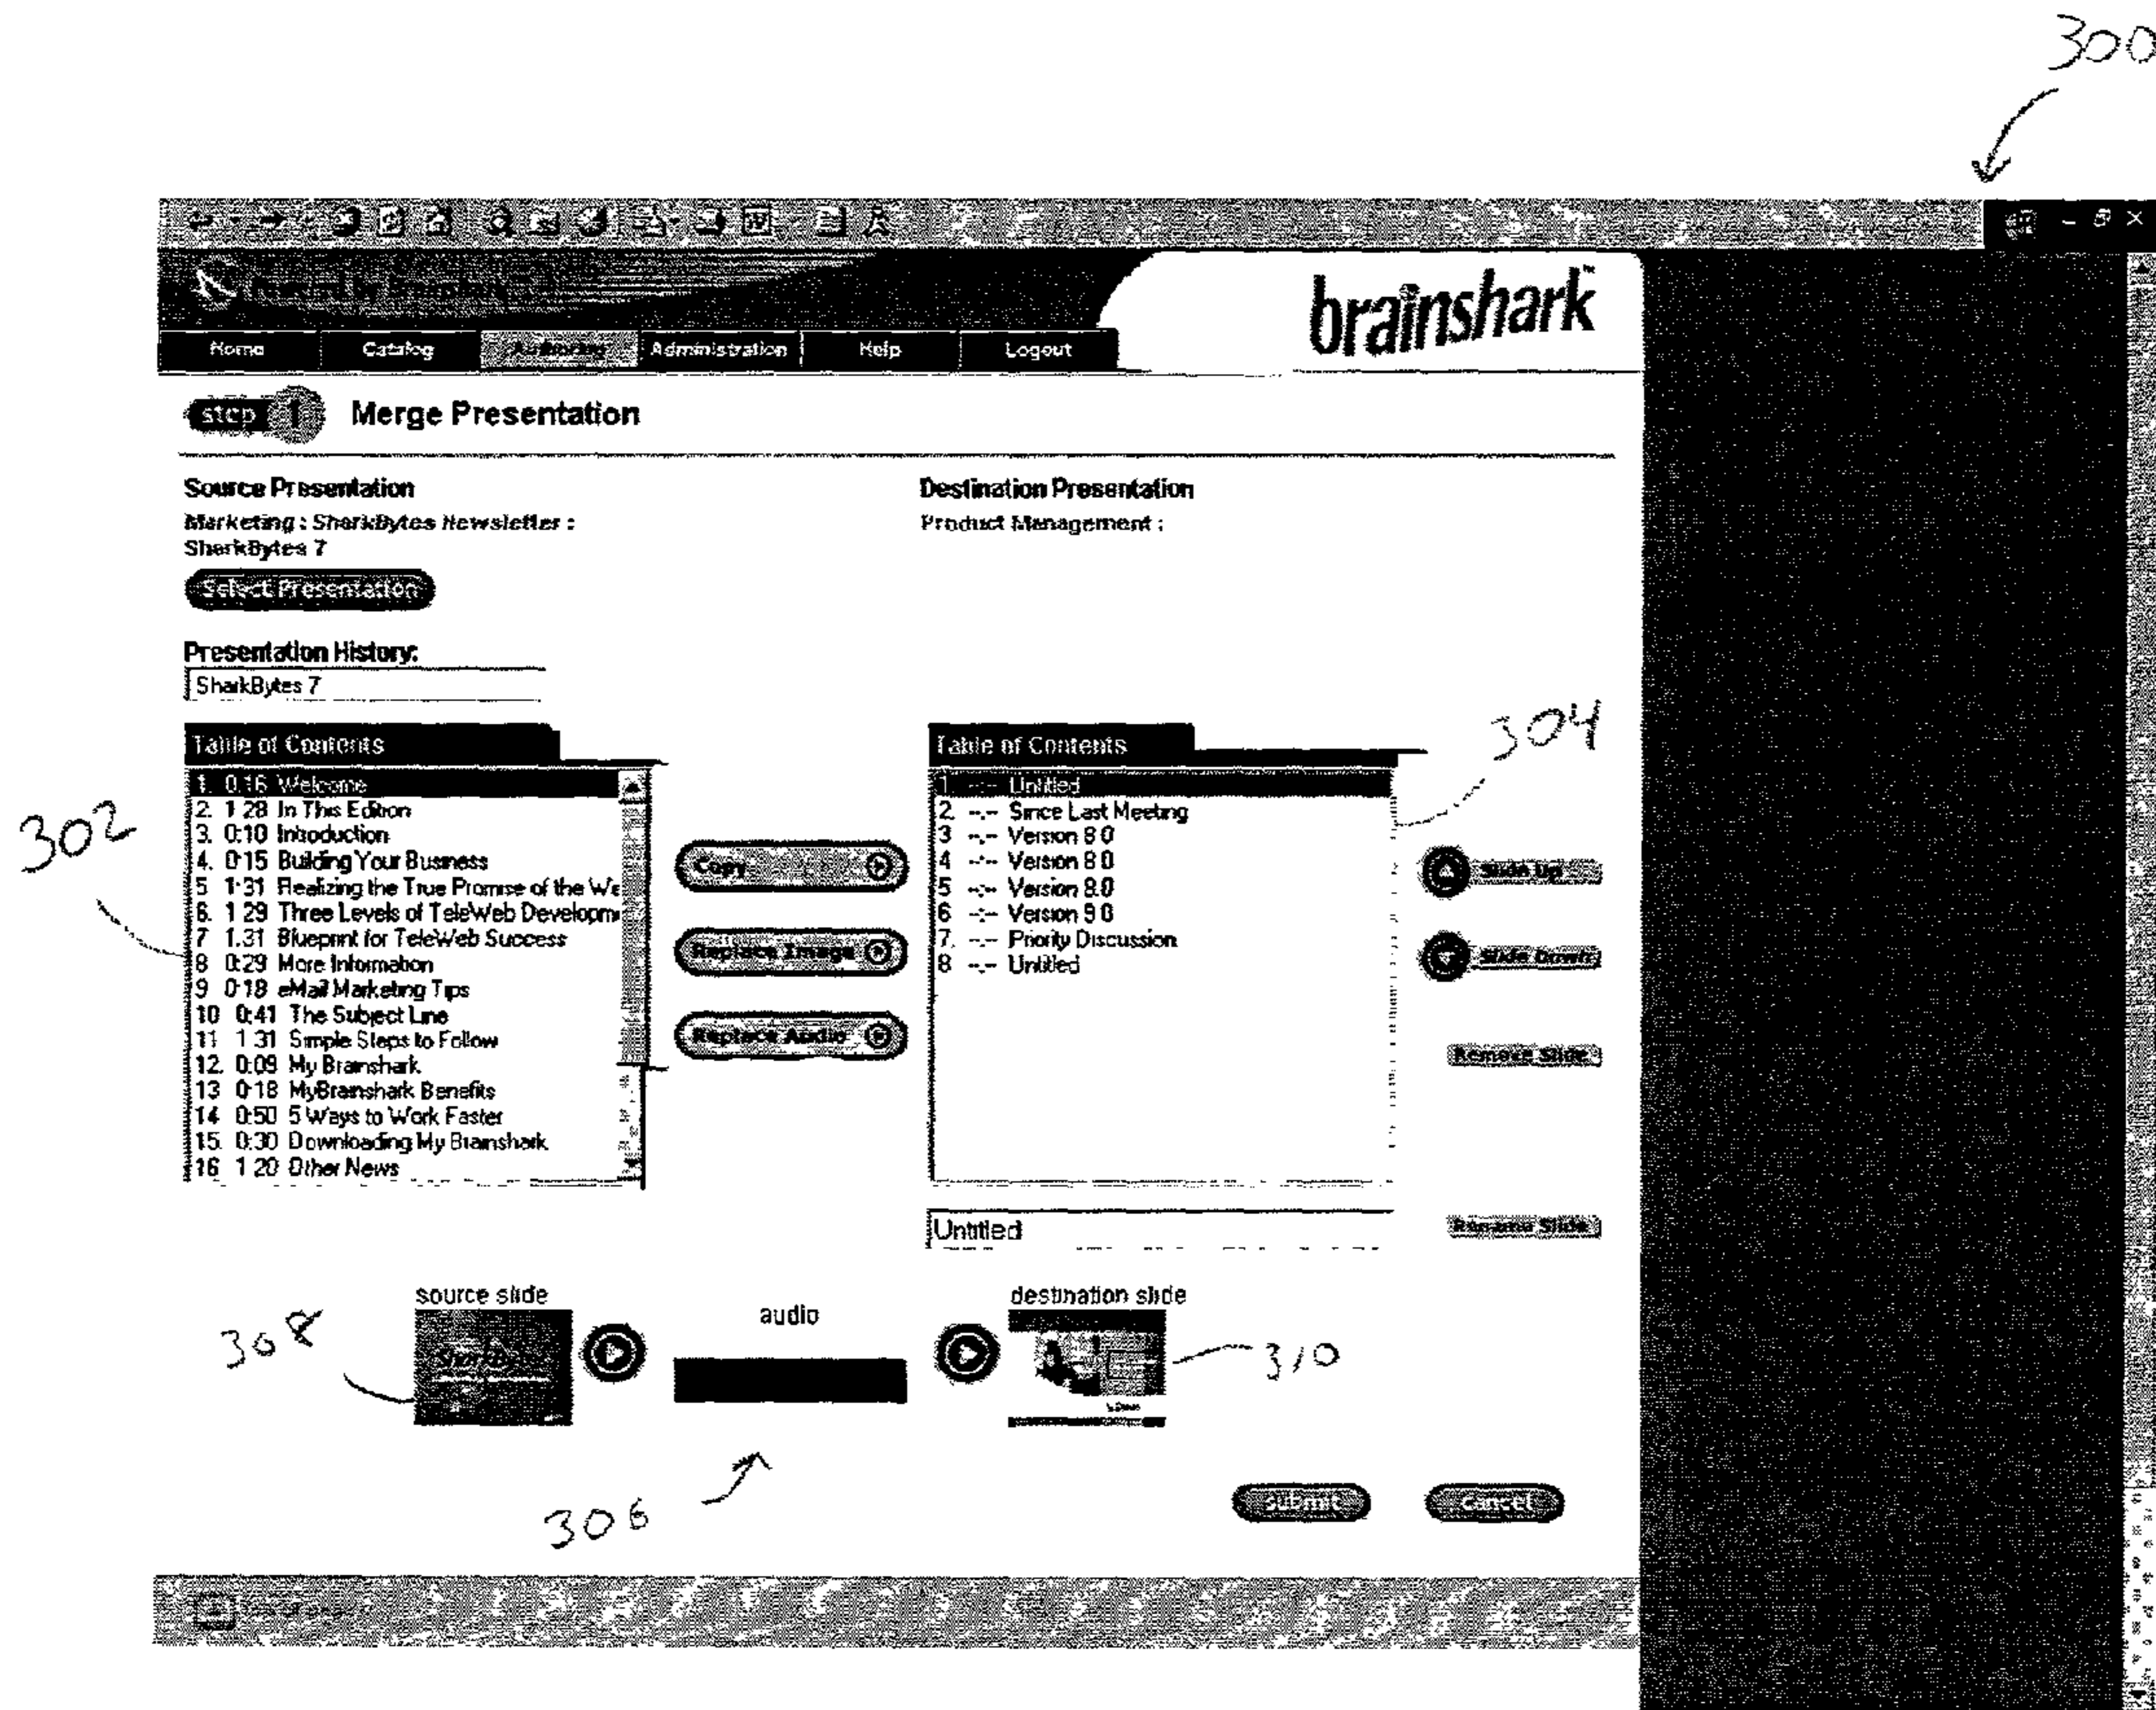 300
brainshark™
Home Catalog Authoring Administration Help Logout
step 1 Merge Presentation
Source Presentation Destination Presentation
Marketing : SharkBytes Newsletter : Product Management :
SharkBytes 7
Select Presentation
Presentation History:
SharkBytes 7
304
Table of Contents Table of Contents
1. 0:16 Welcome 1. --:-- Untitled
2. 1:28 In This Edition 2. --:-- Since Last Meeting
302
3. 0:10 Introduction 3 --:-- Version 8.0
4. 0:15 Building Your Business Copy 4 --:-- Version 8.0 Slide Up
5 1:31 Realizing the True Promise of the We 5 --:-- Version 8.0
6. 1:29 Three Levels of TeleWeb Developme 6 --:-- Version 9.0
7 1:31 Blueprint for TeleWeb Success Replace Image 7. --:-- Priority Discussion Slide Down
8 0:29 More Information 8 --:-- Untitled
9 0:18 eMail Marketing Tips
10 0:41 The Subject Line
11 1:31 Simple Steps to Follow Replace Audio Remove Slide
12. 0:09 My Brainshark
13 0:18 MyBrainshark Benefits
14 0:50 5 Ways to Work Faster
15. 0:30 Downloading My Brainshark
16 1:20 Other News
Untitled Rename Slide
source slide audio destination slide
308 310
306
Submit Cancel